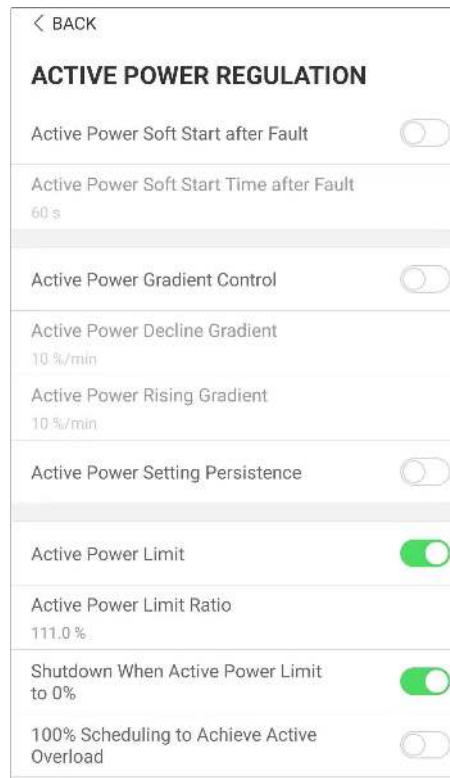 BACK
ACTIVE POWER REGULATION
Active Power Soft Start after Fault
Active Power Soft Start Time after Fault
60 s
Active Power Gradient Control
Active Power Decline Gradient
10 %/min
Active Power Rising Gradient
10 %/min
Active Power Setting Persistence
Active Power Limit
Active Power Limit Ratio
111.0 %
Shutdown When Active Power Limit
to 0%
100% Scheduling to Achieve Active
Overload